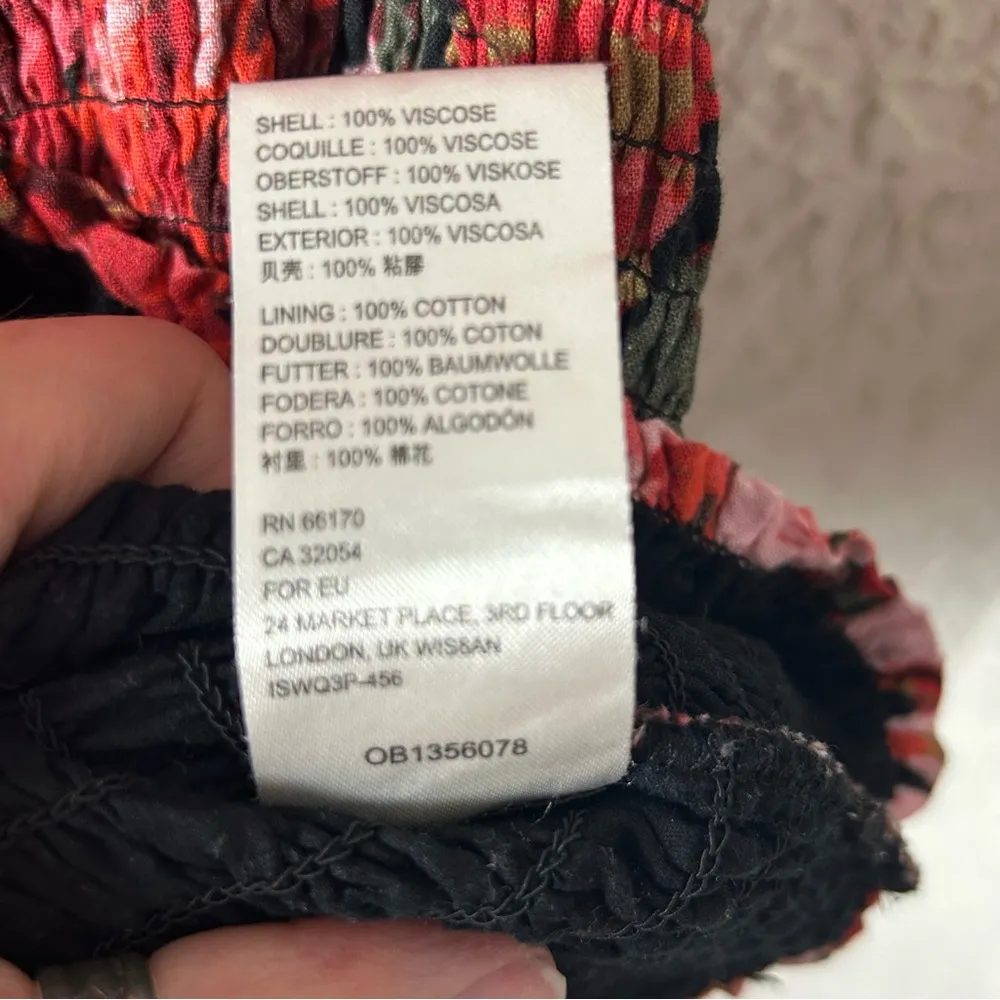 SHELL : 100% VISCOSE
COQUILLE : 100% VISCOSE
OBERSTOFF : 100% VISKOSE
SHELL : 100% VISCOSA
EXTERIOR : 100% VISCOSA
贝壳 : 100% 粘膠
LINING : 100% COTTON
DOUBLURE : 100% COTON
FUTTER : 100% BAUMWOLLE
FODERA : 100% COTONE
FORRO : 100% ALGODÓN
衬里 : 100% 棉花
RN 66170
CA 32054
FOR EU
24 MARKET PLACE, 3RD FLOOR
LONDON, UK WIS8AN
ISWQ3P-456
OB1356078